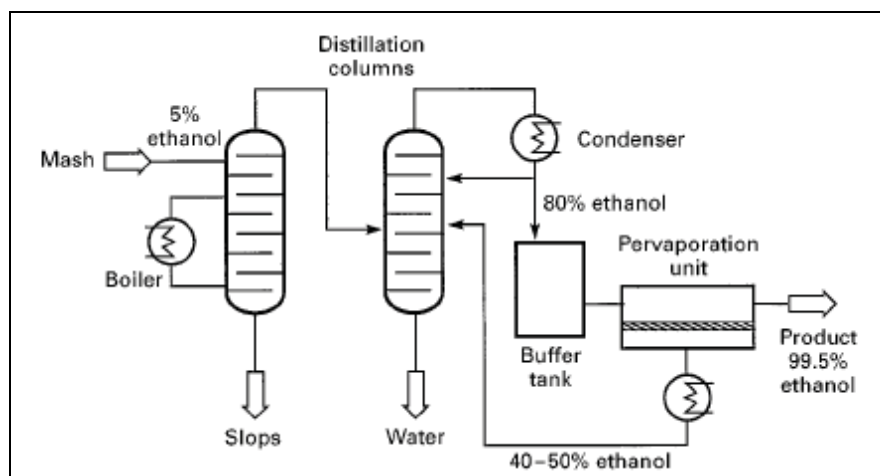 Distillation
columns
5%
ethanol
Mash
Condenser
80% ethanol
Pervaporation
unit
Boiler
Buffer
tank
Product
99.5%
ethanol
Slops
Water
40–50% ethanol